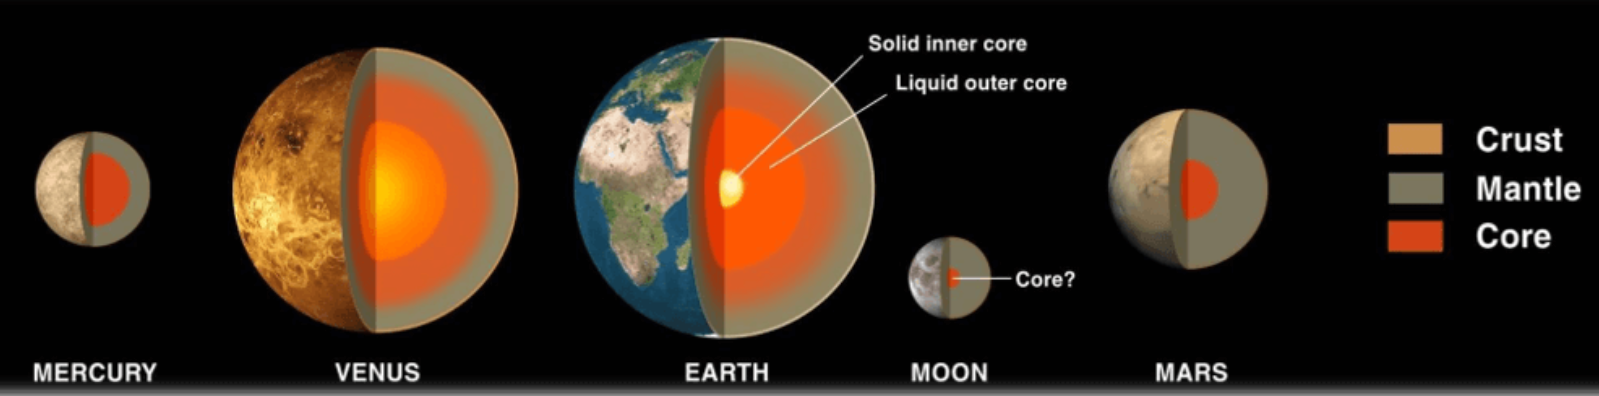 Solid inner core
Liquid outer core
Core?
Crust
Mantle
Core
MERCURY
VENUS
EARTH
MOON
MARS